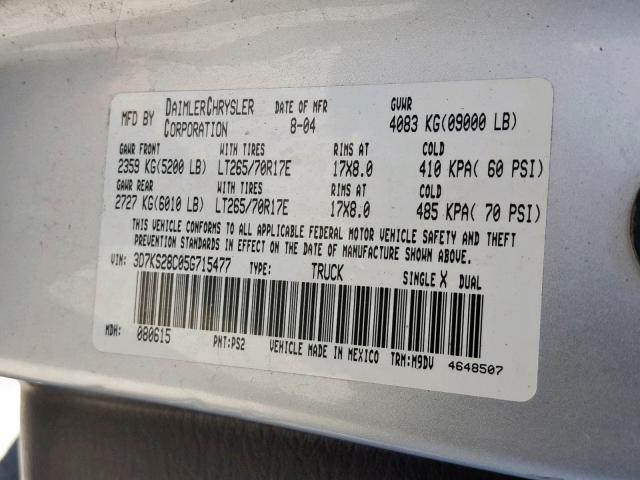 MFD BY DAIMLERCHRYSLER CORPORATION DATE OF MFR 8-04 GVWR 4083 KG(09000 LB)
GAWR FRONT WITH TIRES RIMS AT COLD
2359 KG(5200 LB) LT265/70R17E 17X8.0 410 KPA( 60 PSI)
GAWR REAR WITH TIRES RIMS AT COLD
2727 KG(6010 LB) LT265/70R17E 17X8.0 485 KPA( 70 PSI)
THIS VEHICLE CONFORMS TO ALL APPLICABLE FEDERAL MOTOR VEHICLE SAFETY AND THEFT
PREVENTION STANDARDS IN EFFECT ON THE DATE OF MANUFACTURE SHOWN ABOVE.
VIN: 3D7KS28C05G715477 TYPE: TRUCK SINGLE X DUAL
MDH: 080615 PNT:PS2 VEHICLE MADE IN MEXICO TRM:M9DV 4648507